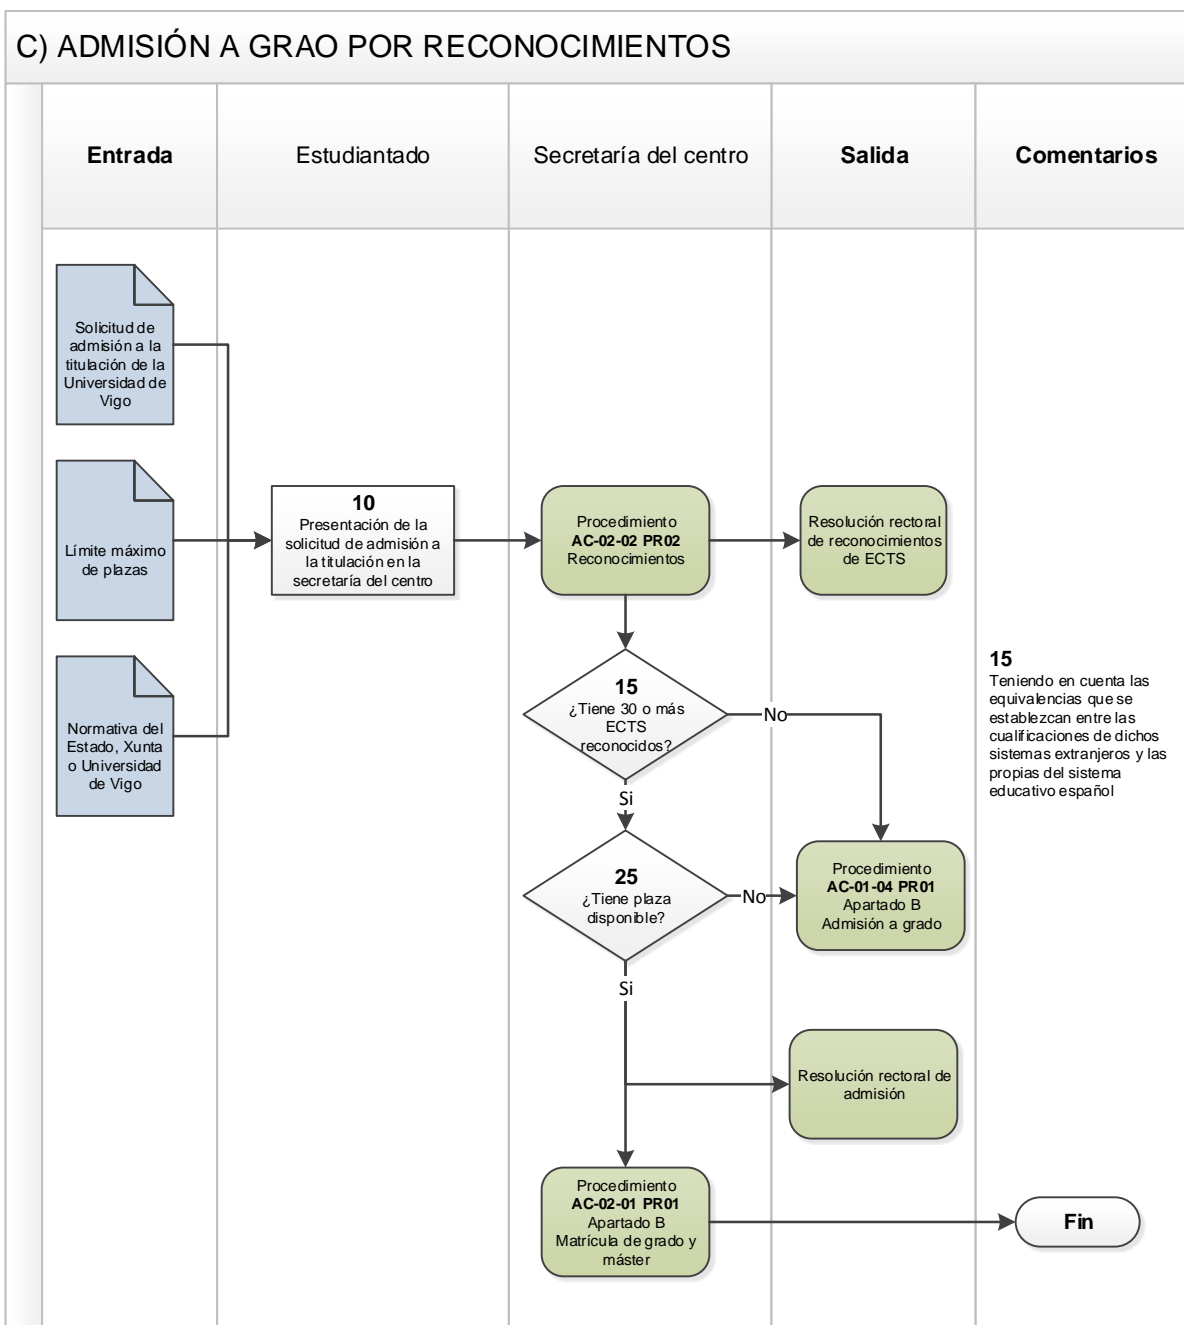 C) ADMISIÓN A GRAO POR RECONOCIMIENTOS
Entrada
Estudiantado
Secretaría del centro
Salida
Comentarios
Solicitud de
admisión a la
titulación de la
Universidad de
Vigo
Límite máximo
de plazas
Normativa del
Estado, Xunta
o Universidad
de Vigo
10
Presentación de la
solicitud de admisión a
la titulación en la
secretaría del centro
Procedimiento
AC-02-02 PR02
Reconocimientos
Resolución rectoral
de reconocimientos
de ECTS
15
¿Tiene 30 o más
ECTS
reconocidos?
No
Si
15
Teniendo en cuenta las
equivalencias que se
establezcan entre las
cualificaciones de dichos
sistemas extranjeros y las
propias del sistema
educativo español
25
¿Tiene plaza
disponible?
No
Si
Procedimiento
AC-01-04 PR01
Apartado B
Admisión a grado
Resolución rectoral de
admisión
Procedimiento
AC-02-01 PR01
Apartado B
Matrícula de grado y
máster
Fin